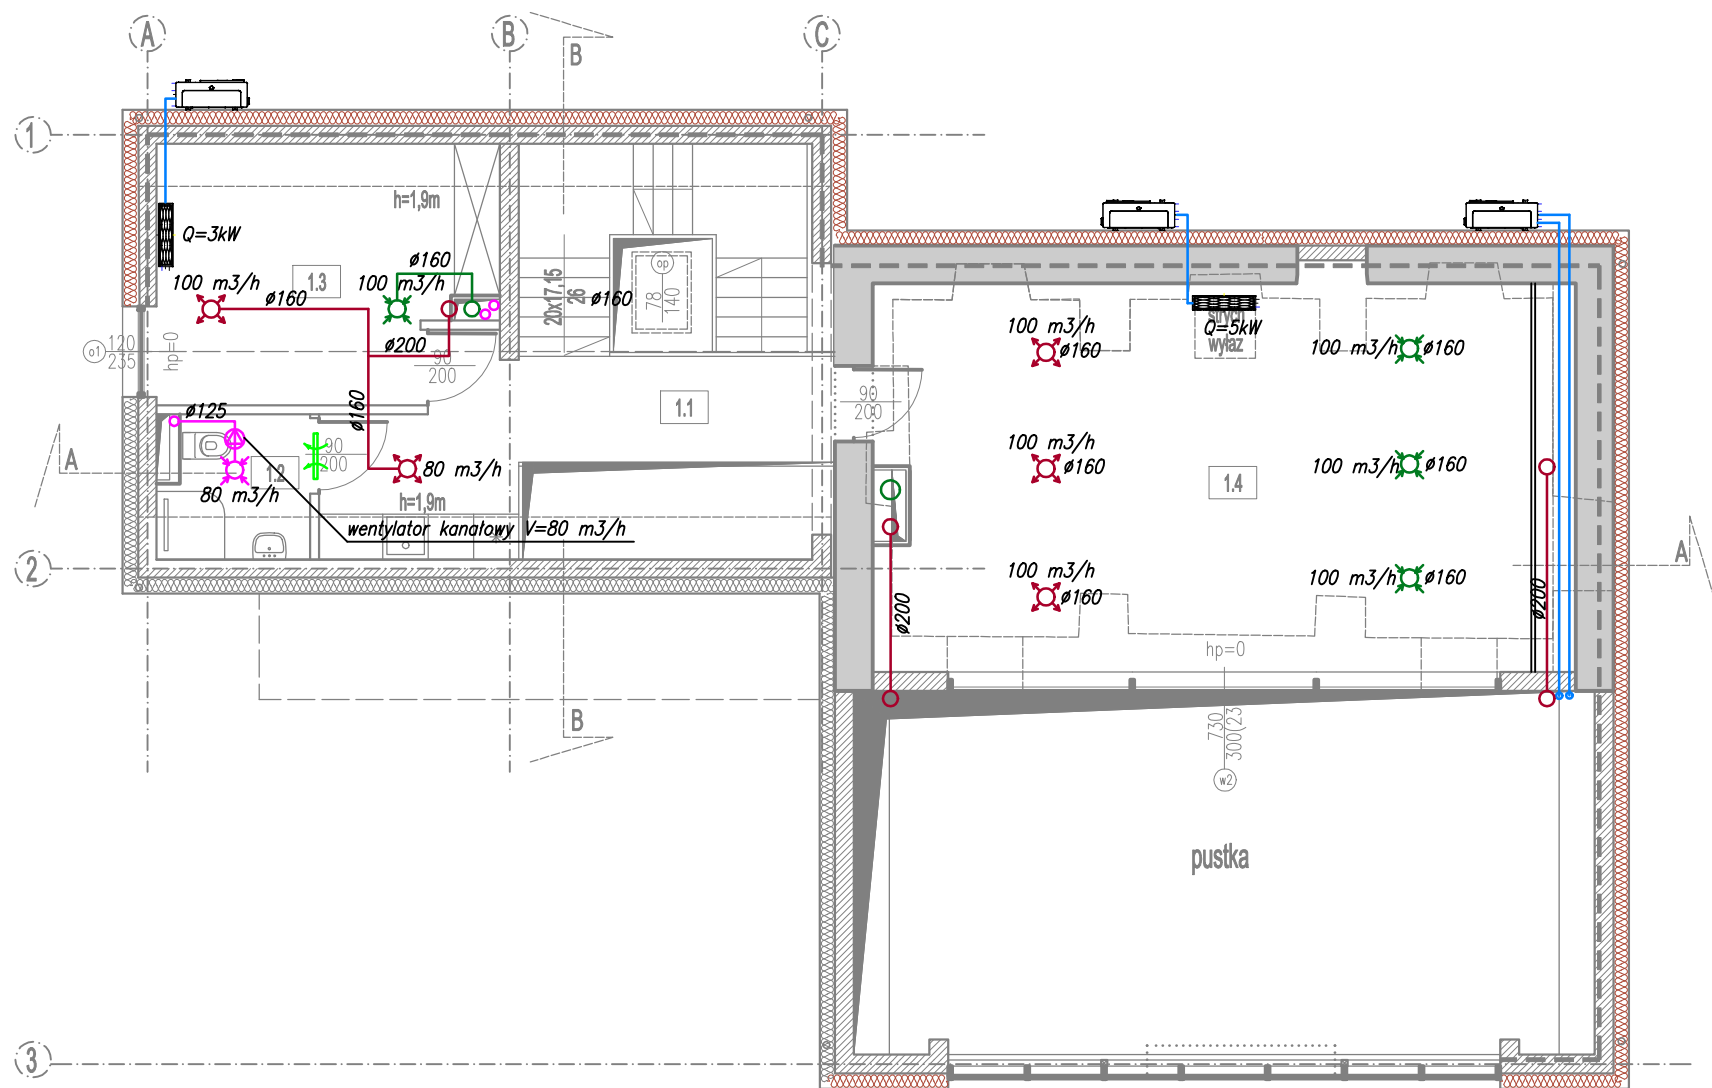 A
B
C
B
1
h=1,9m
Q=3kW
ø160
100 m3/h
1.3
100 m3/h
ø160
ø160
20x17,15
26
78
140
op
ø200
90
200
o1
120
235
hp=0
ø160
ø125
1.1
90
200
A
90
200
1.2
80 m3/h
80 m3/h
h=1,9m
wentylator kanałowy V=80 m3/h
2
B
strych
Q=5kW
wyłaz
100 m3/h
ø160
100 m3/h
ø160
100 m3/h
ø160
100 m3/h
ø160
1.4
100 m3/h
ø160
100 m3/h
ø160
ø200
ø200
A
hp=0
730
300(23
w2
pustka
3